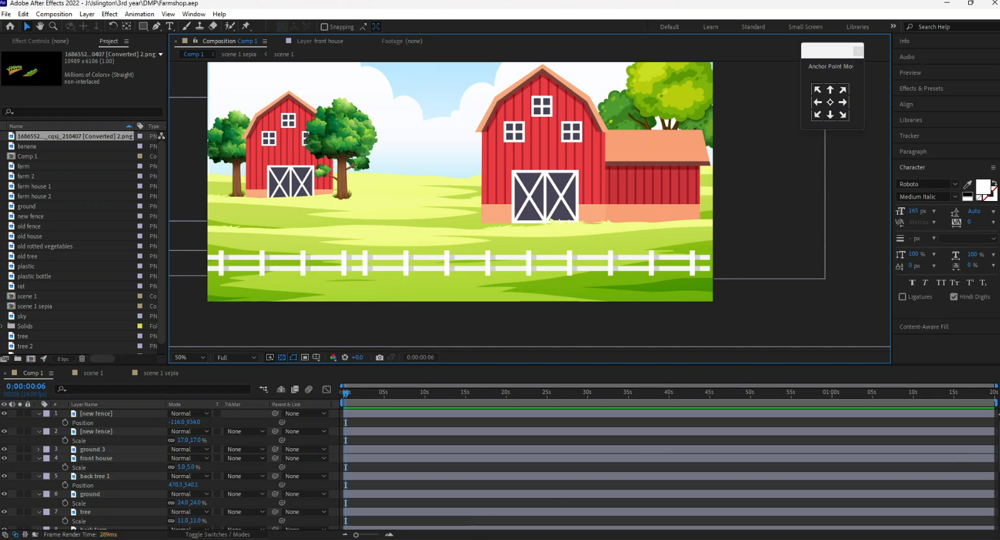 Adobe After Effects 2022 - J:\Islington\3rd year\DMP\Farmshop.aep
File Edit Composition Layer Effect Animation View Window Help
Snapping
Default Learn Standard Small Screen Libraries
Search Help
Effect Controls (none) Project
Composition Comp 1 Layer front house Footage (none)
Comp 1 scene 1 sepia scene 1
1686552...0407 [Converted] 2.png
10989 x 6106 (1.00)
Millions of Colors+ (Straight)
non-interlaced
Name Type
1686552..._cqsj_210407 [Converted] 2.png PN
banana PN
Comp 1 Co
farm PN
farm 2 PN
farm house 1 PN
farm house 2 PN
ground PN
new fence PN
old fence PN
old house PN
old rotted vegetables PN
old tree PN
plastic PN
plastic bottle PN
rat PN
scene 1 Co
scene 1 sepia Co
sky PN
Solids Fol
tree PN
tree 2 PN
8 bpc
Anchor Point Mov
50% Full +0.0 0:00:00:06
Info
Audio
Preview
Effects & Presets
Align
Libraries
Tracker
Paragraph
Character
Roboto
Medium Italic
165 px Auto
Metrics 0
- px
100 % 100 %
0 px 0 %
T T TT Tт T¹ T₁
Ligatures Hindi Digits
Content-Aware Fill
Comp 1 scene 1 scene 1 sepia
0:00:00:06
00006 (24.00 fps)
05s 10s 15s 20s 25s 30s 35s 40s 45s 50s 55s 01:00s 05s 10s 15s 20s
# Layer Name Mode T .TrkMat Parent & Link
1 [new fence] Normal None
Position -116.0,934.0
2 [new fence] Normal None None
Scale 17.0,17.0%
3 ground 3 Normal None None
4 front house Normal None None
Scale 5.0,5.0%
5 back tree 1 Normal None None
Position 470.3,540.1
6 ground Normal None None
Scale 24.0,24.0%
7 tree Normal None None
Scale 11.0,11.0%
Frame Render Time: 289ms Toggle Switches / Modes